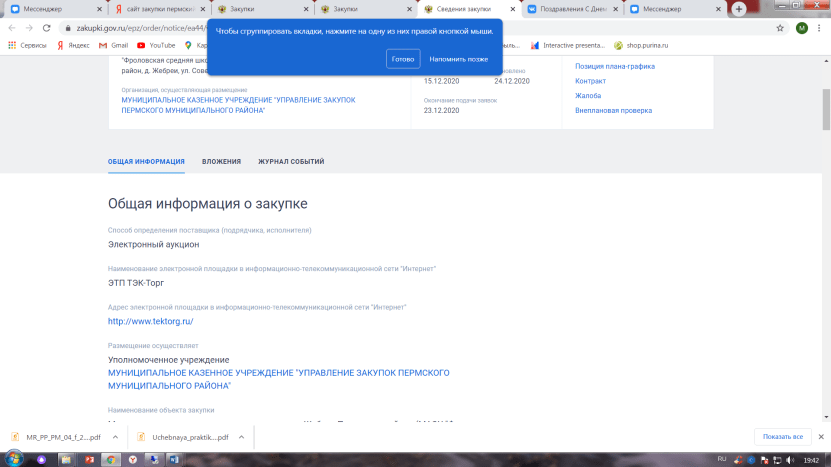 Мессенджер
сайт закупки пермски
Закупки
Закупки
Сведения закупки
Поздравления С Днем
Мессенджер
zakupki.gov.ru/epz/order/notice/ea44/
M
Сервисы
Яндекс
Gmail
YouTube
Interactive presenta...
shop.purina.ru
Чтобы сгруппировать вкладки, нажмите на одну из них правой кнопкой мыши.
Готово
Напомнить позже
"Фроловская средняя
район, д. Жебреи, ул.
Организация, осуществляющая размещение
МУНИЦИПАЛЬНОЕ КАЗЕННОЕ УЧРЕЖДЕНИЕ "УПРАВЛЕНИЕ ЗАКУПОК
ПЕРМСКОГО МУНИЦИПАЛЬНОГО РАЙОНА"
15.12.2020
24.12.2020
Окончание подачи заявок
23.12.2020
Позиция плана-графика
Контракт
Жалоба
Внеплановая проверка
ОБЩАЯ ИНФОРМАЦИЯ
ВЛОЖЕНИЯ
ЖУРНАЛ СОБЫТИЙ
Общая информация о закупке
Способ определения поставщика (подрядчика, исполнителя)
Электронный аукцион
Наименование электронной площадки в информационно-телекоммуникационной сети "Интернет"
ЭТП ТЭК-Торг
Адрес электронной площадки в информационно-телекоммуникационной сети "Интернет"
http://www.tektorg.ru/
Размещение осуществляет
Уполномоченное учреждение
МУНИЦИПАЛЬНОЕ КАЗЕННОЕ УЧРЕЖДЕНИЕ "УПРАВЛЕНИЕ ЗАКУПОК ПЕРМСКОГО
МУНИЦИПАЛЬНОГО РАЙОНА"
Наименование объекта закупки
MR_PP_PM_04_f_2....pdf
Uchebnaya_praktik....pdf
Показать все
RU
19:42